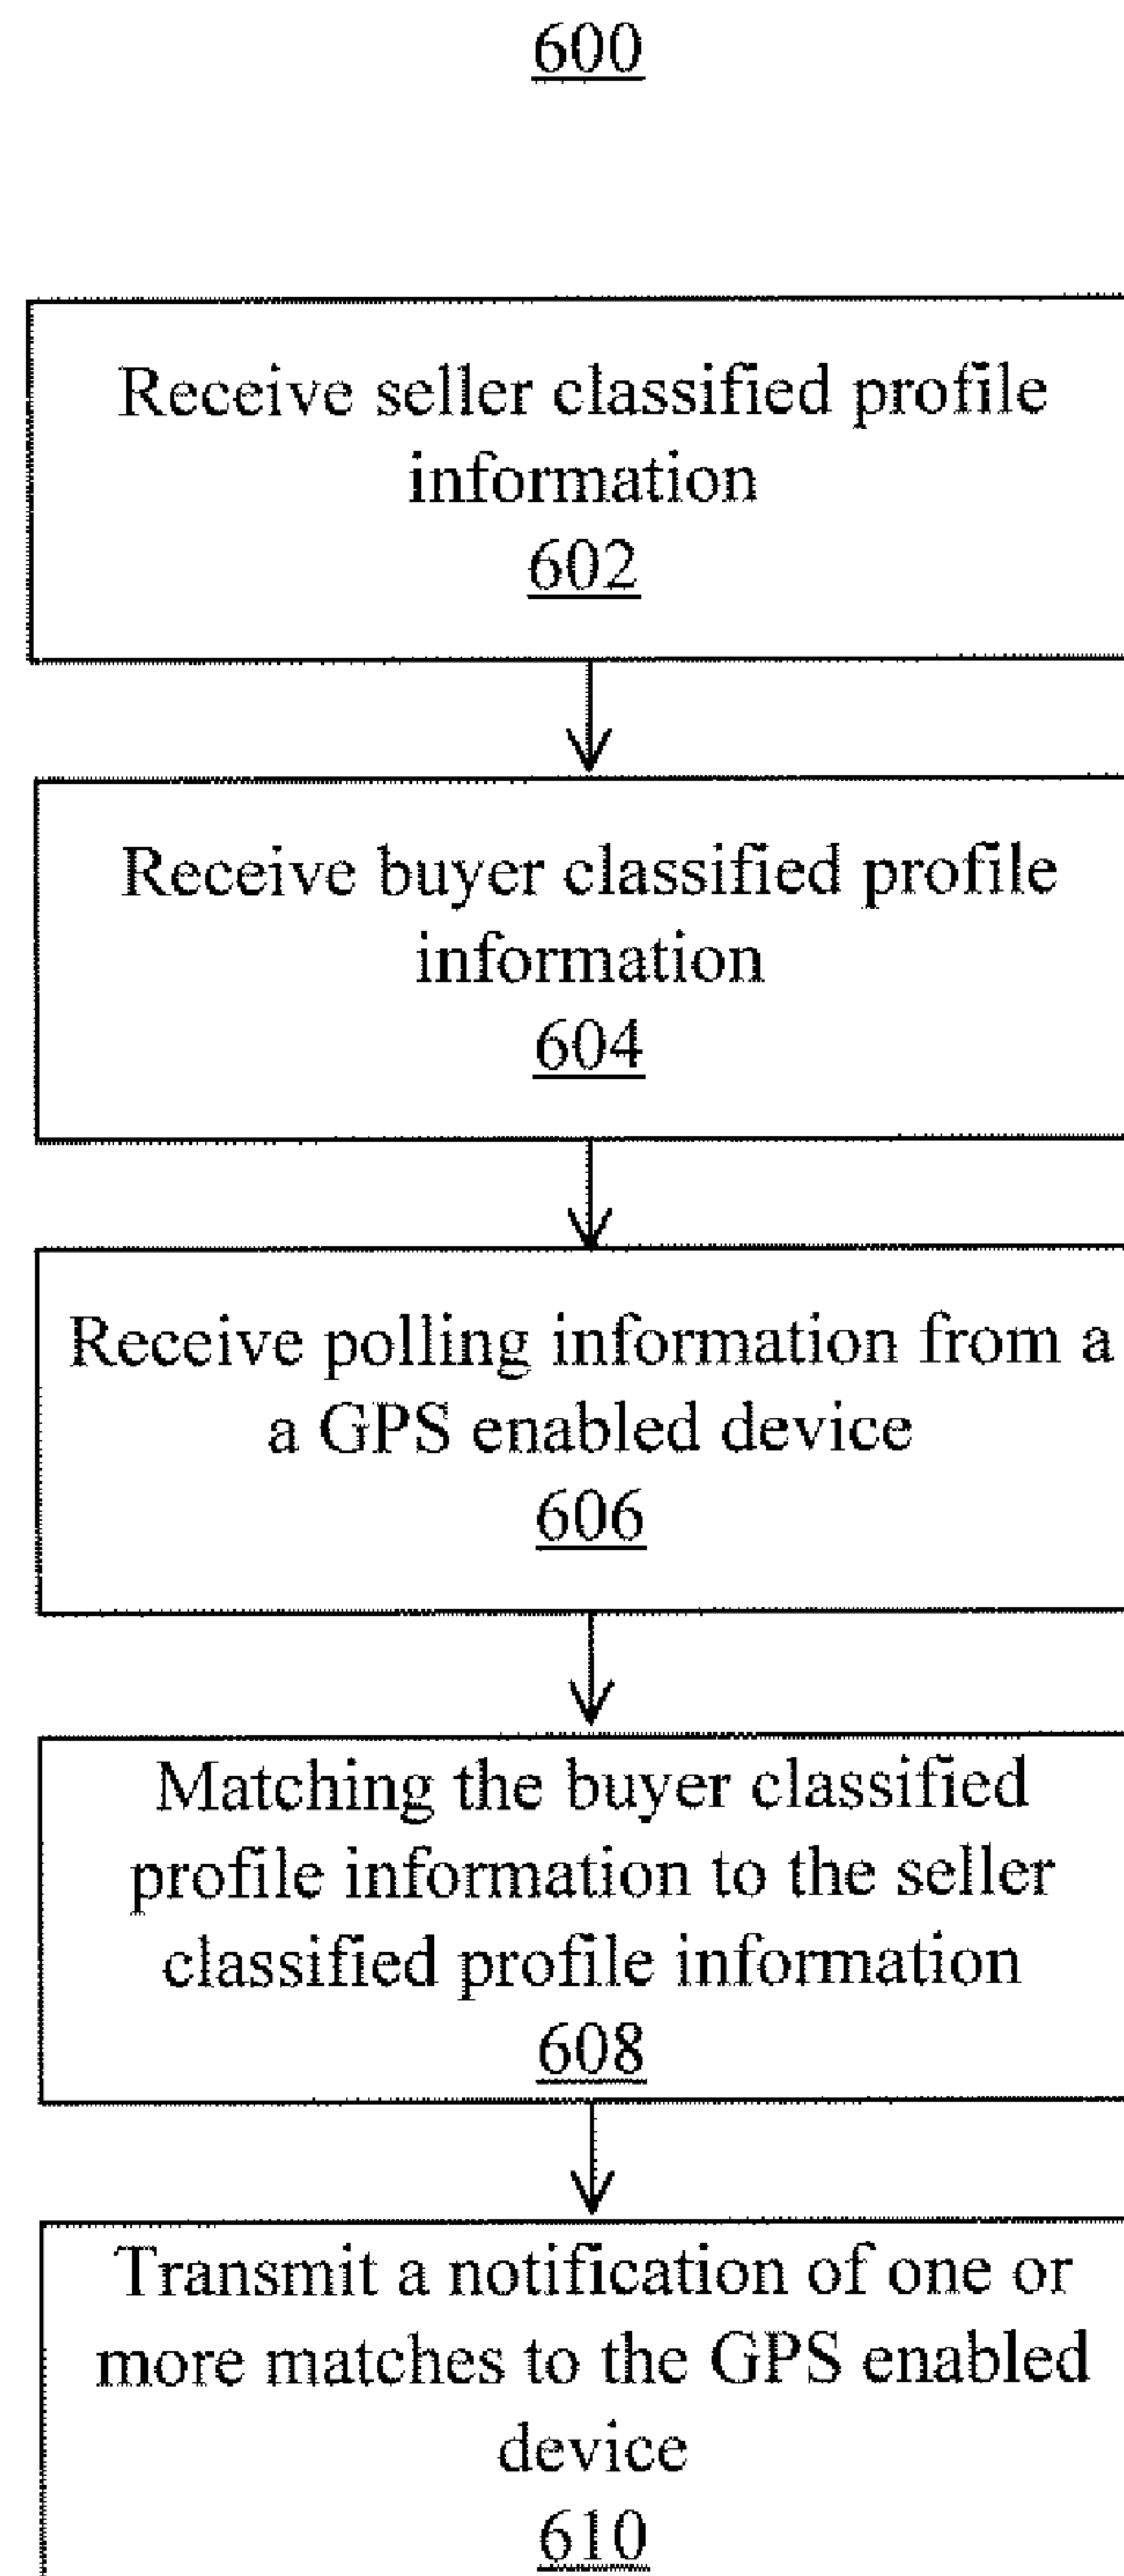 600
Receive seller classified profile
information
602
Receive buyer classified profile
information
604
Receive polling information from a
a GPS enabled device
606
Matching the buyer classified
profile information to the seller
classified profile information
608
Transmit a notification of one or
more matches to the GPS enabled
device
610